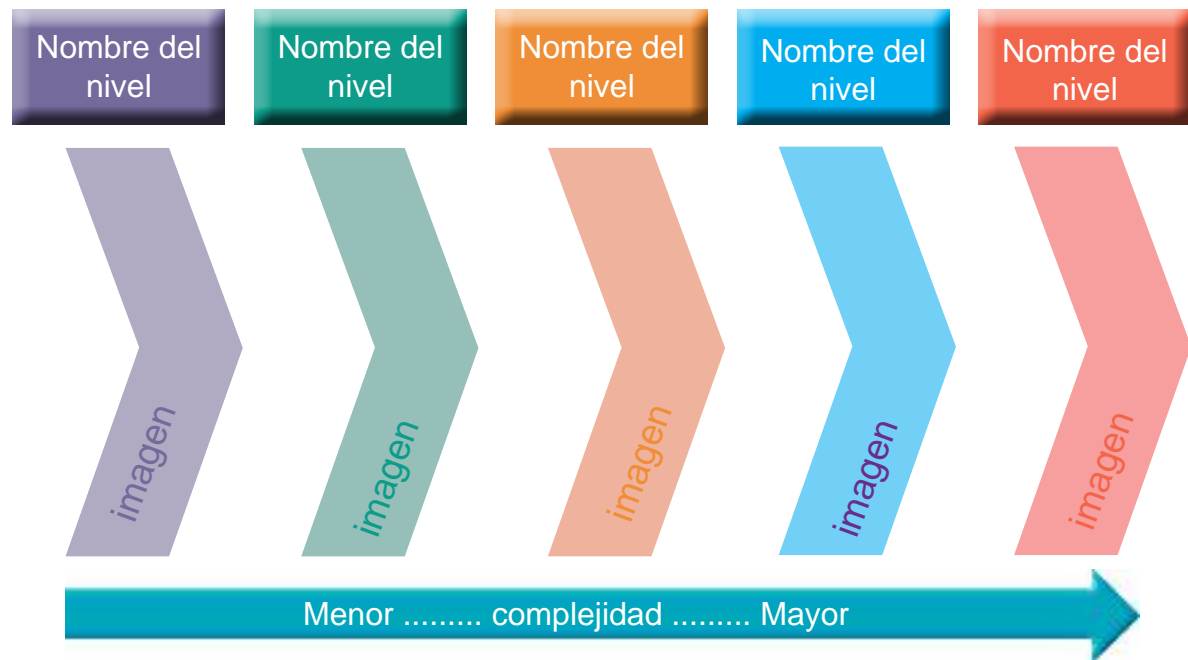 Nombre del
nivel
Nombre del
nivel
Nombre del
nivel
Nombre del
nivel
Nombre del
nivel
imagen
imagen
imagen
imagen
imagen
Menor ......... complejidad ......... Mayor